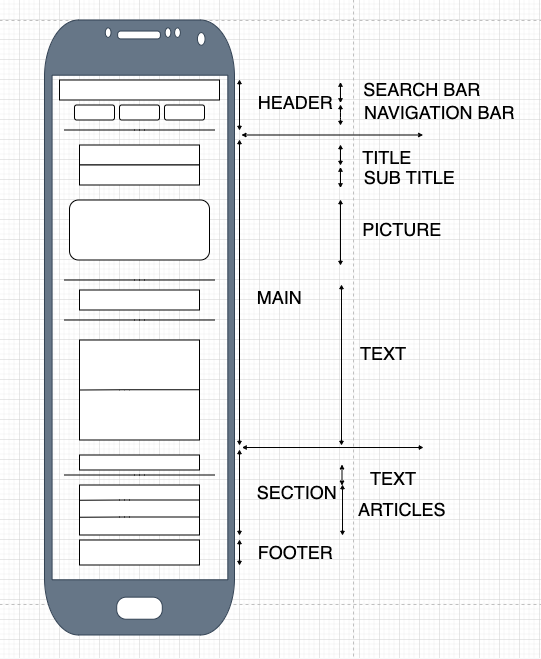 SEARCH BAR
HEADER
NAVIGATION BAR
TITLE
SUB TITLE
PICTURE
MAIN
TEXT
TEXT
SECTION
ARTICLES
FOOTER